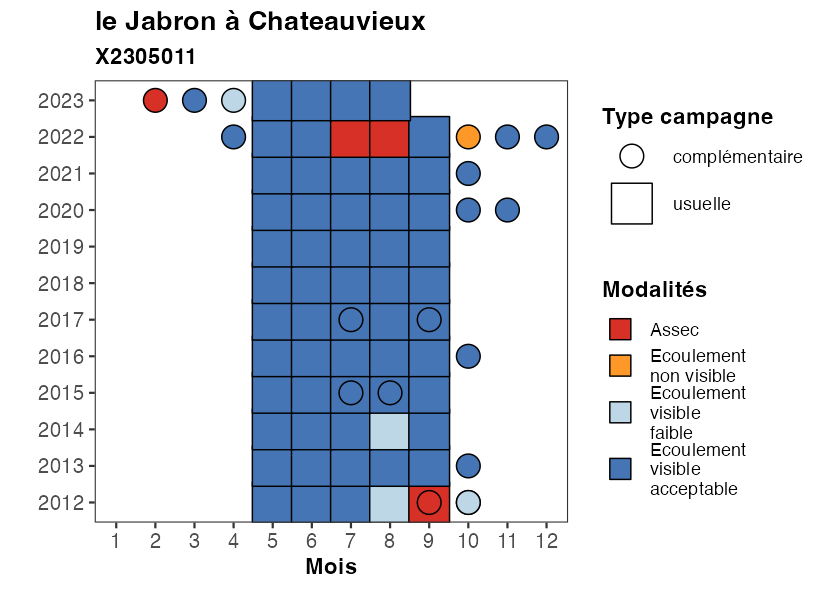 le Jabron à Chateauvieux
X2305011
2023
2022
2021
2020
2019
2018
2017
2016
2015
2014
2013
2012
1 2 3 4 5 6 7 8 9 10 11 12
Mois
Type campagne
complémentaire
usuelle
Modalités
Assec
Ecoulement
non visible
Ecoulement
visible
faible
Ecoulement
visible
acceptable